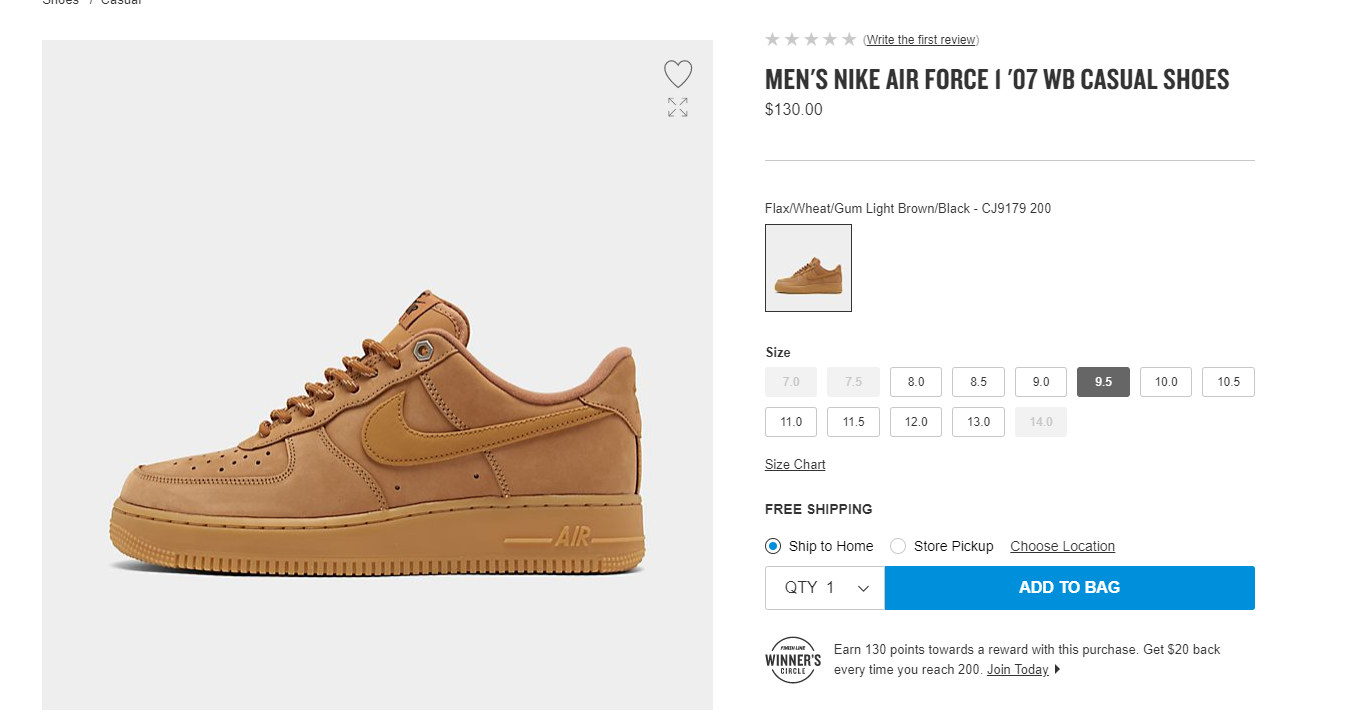 Shoes / Casual
(Write the first review)
MEN'S NIKE AIR FORCE 1 '07 WB CASUAL SHOES
$130.00
Flax/Wheat/Gum Light Brown/Black - CJ9179 200
Size
7.0 7.5 8.0 8.5 9.0 9.5 10.0 10.5
11.0 11.5 12.0 13.0 14.0
Size Chart
FREE SHIPPING
Ship to Home Store Pickup Choose Location
QTY 1 ADD TO BAG
AIR
FINISH LINE
WINNER'S
CIRCLE
Earn 130 points towards a reward with this purchase. Get $20 back
every time you reach 200. Join Today